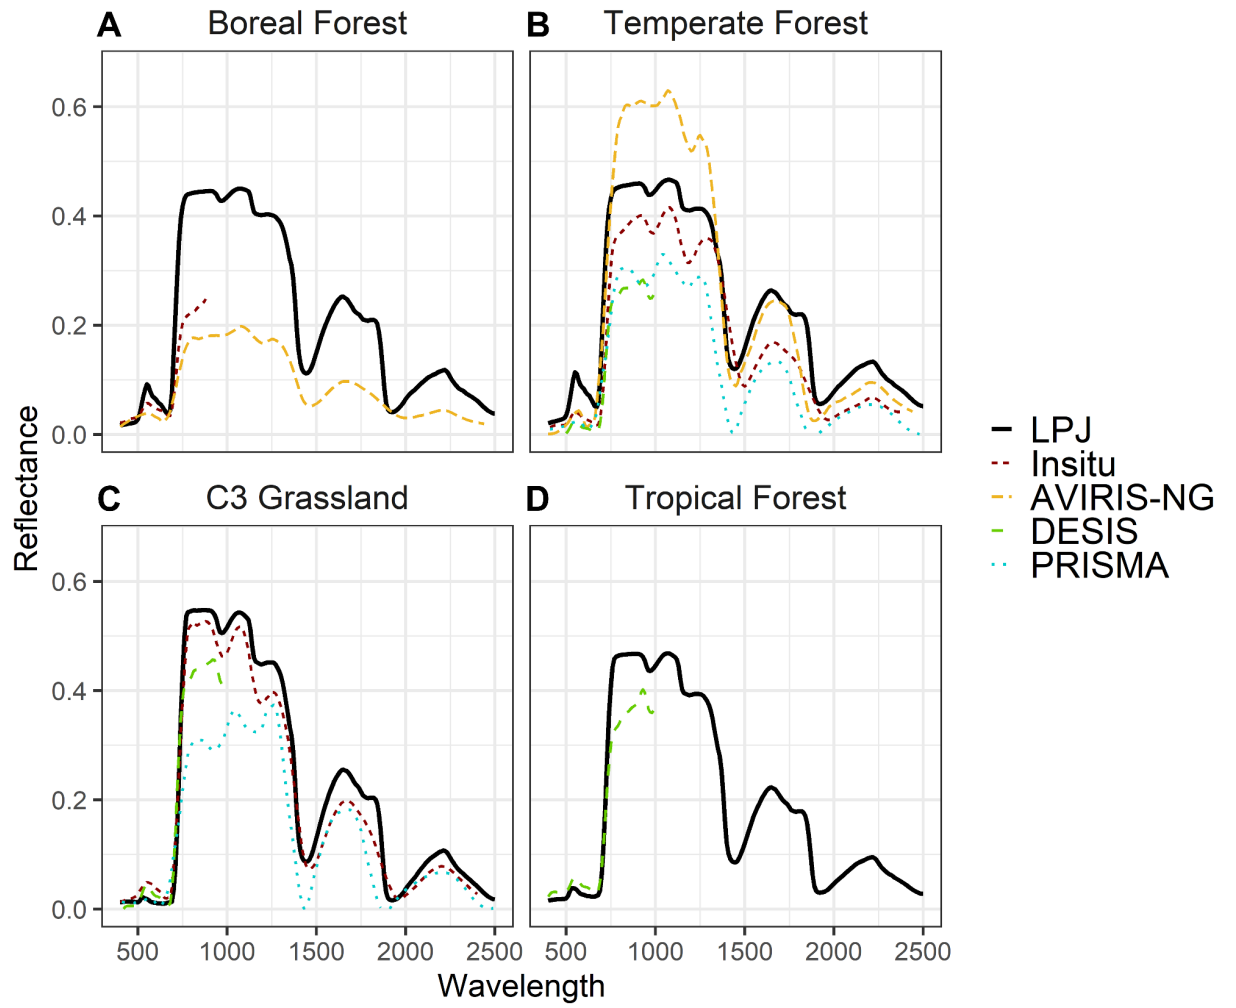 A Boreal Forest
B Temperate Forest
0.6
0.4
0.2
0.0
C C3 Grassland
D Tropical Forest
0.6
0.4
0.2
0.0
500 1000 1500 2000 2500
500 1000 1500 2000 2500
Reflectance
Wavelength
LPJ
Insitu
AVIRIS-NG
DESIS
PRISMA